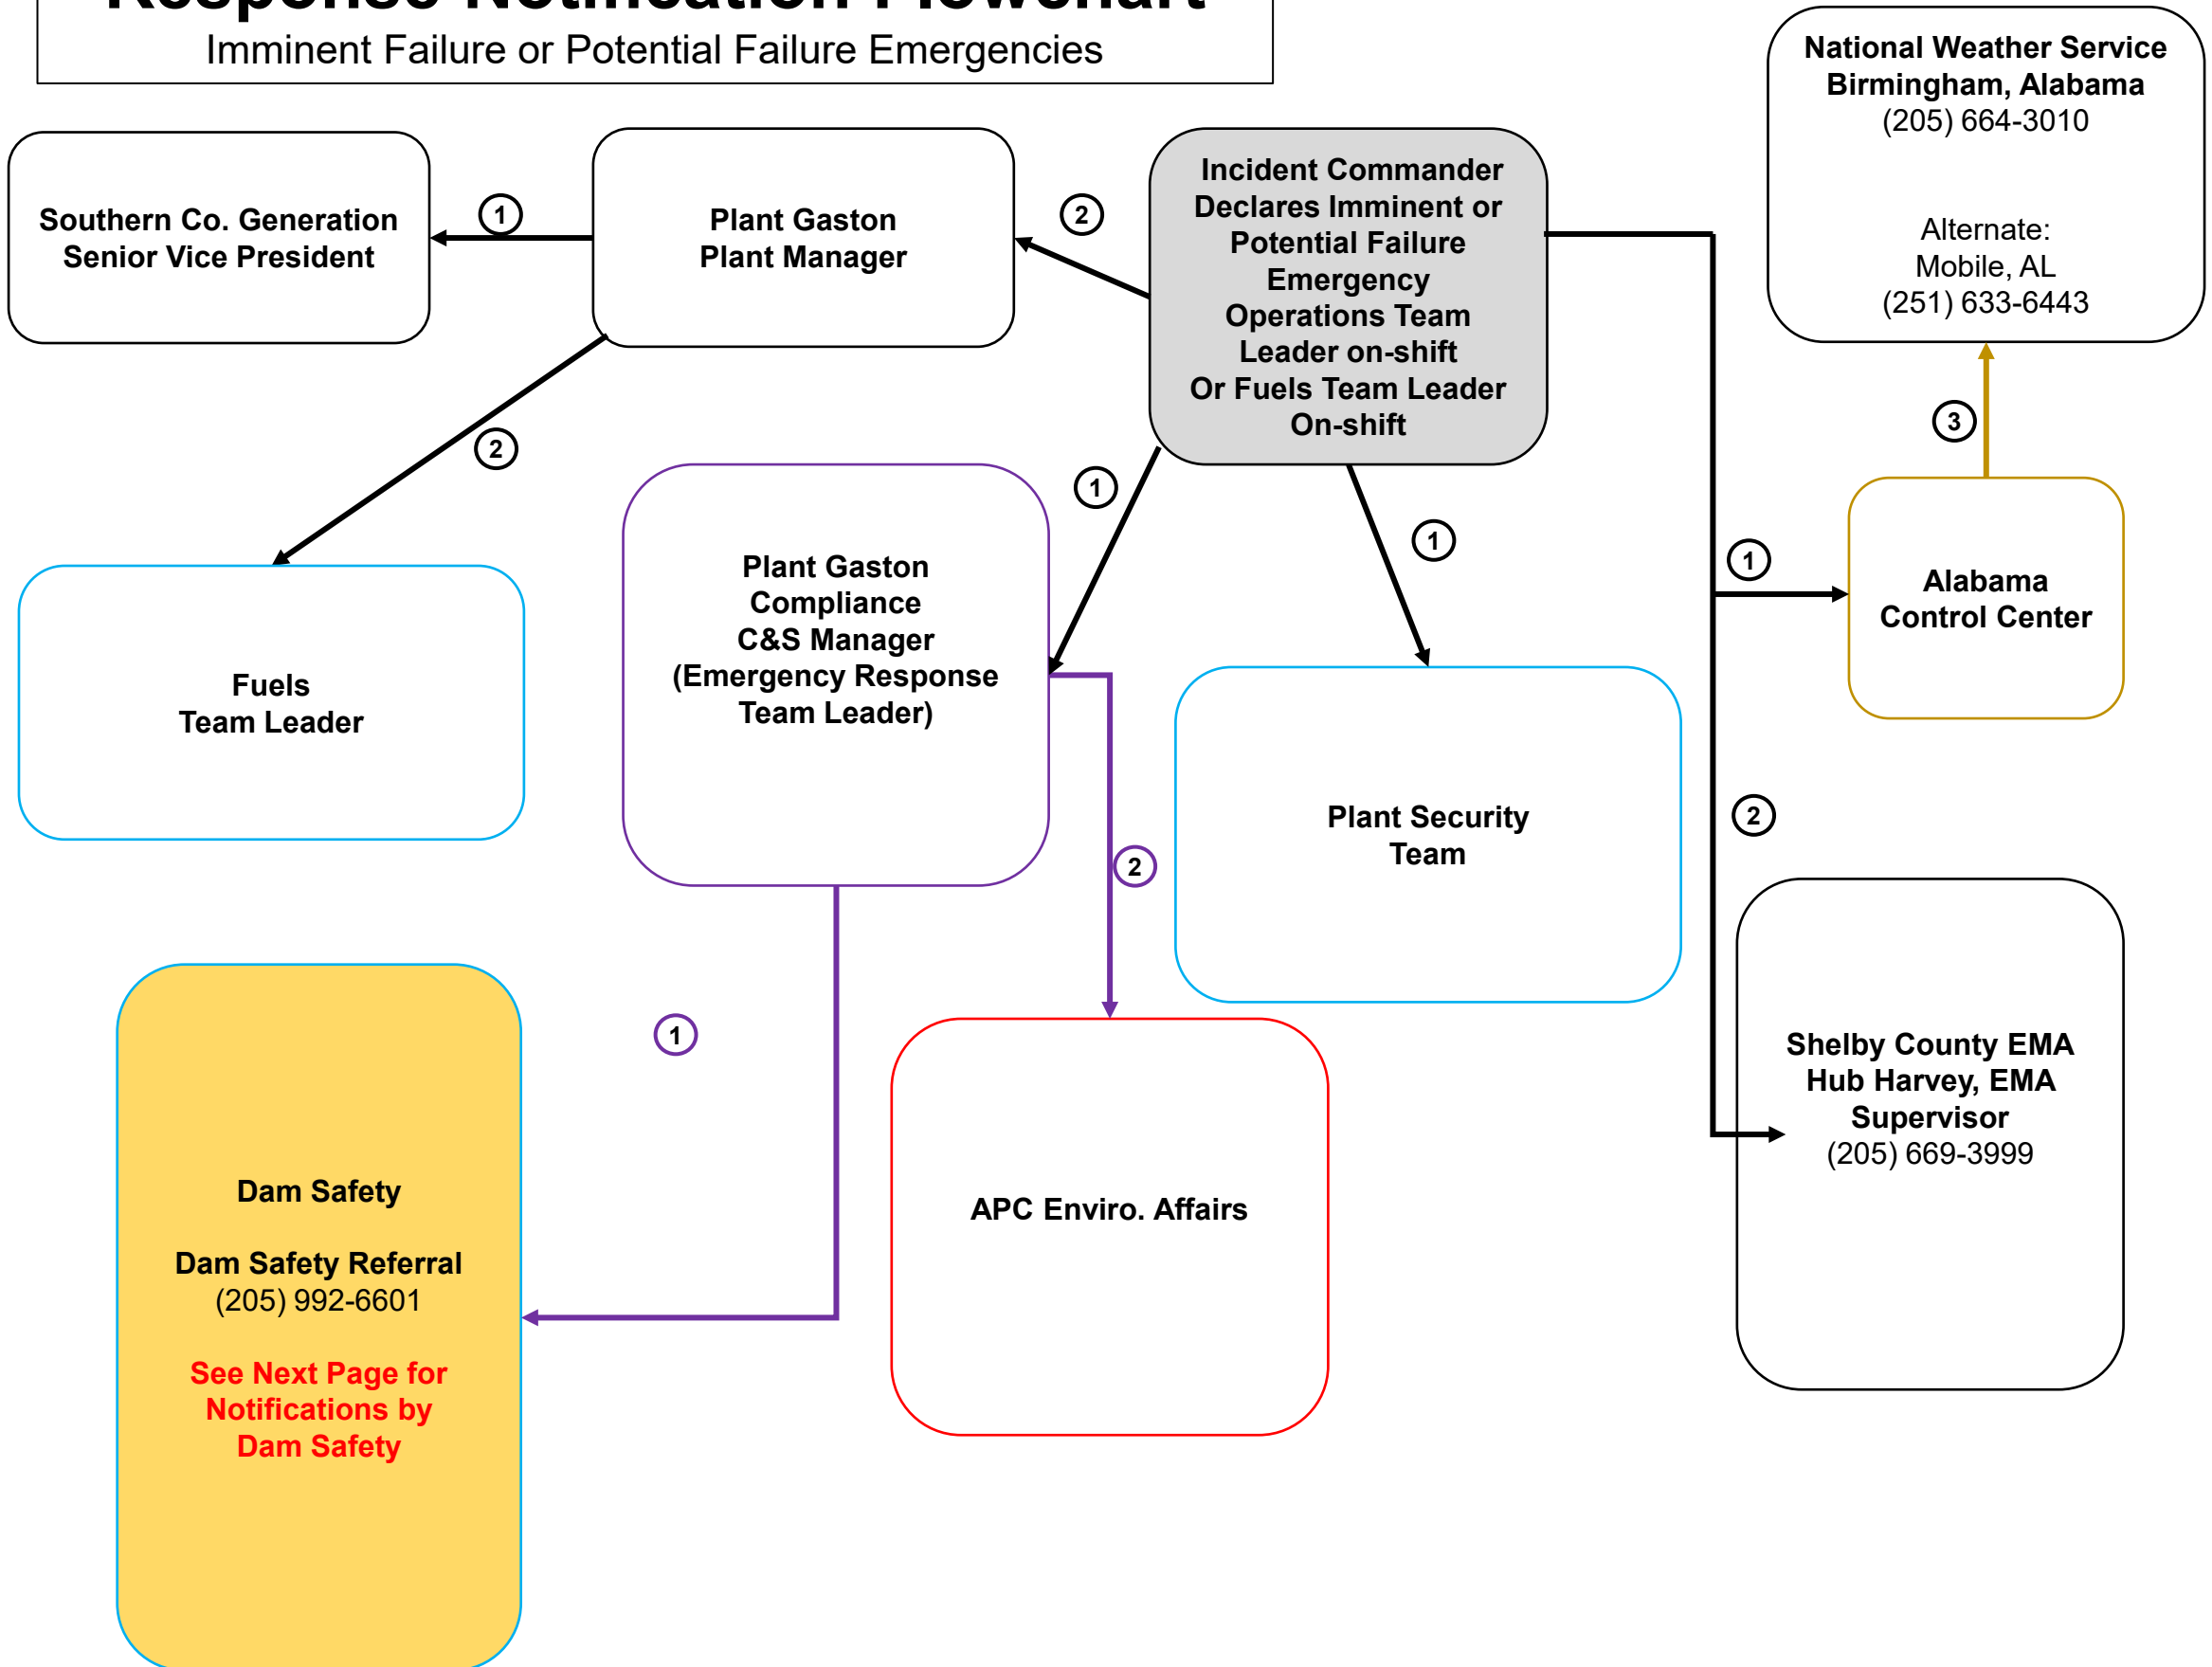 Response Notification Flowchart
Imminent Failure or Potential Failure Emergencies
National Weather Service
Birmingham, Alabama
(205) 664-3010
Alternate:
Mobile, AL
(251) 633-6443
Southern Co. Generation
Senior Vice President
1
Plant Gaston
Plant Manager
2
Incident Commander
Declares Imminent or
Potential Failure
Emergency
Operations Team
Leader on-shift
Or Fuels Team Leader
On-shift
3
2
1
1
1
Alabama
Control Center
Fuels
Team Leader
Plant Gaston
Compliance
C&S Manager
(Emergency Response
Team Leader)
Plant Security
Team
2
2
1
Shelby County EMA
Hub Harvey, EMA
Supervisor
(205) 669-3999
Dam Safety
Dam Safety Referral
(205) 992-6601
See Next Page for
Notifications by
Dam Safety
APC Enviro. Affairs